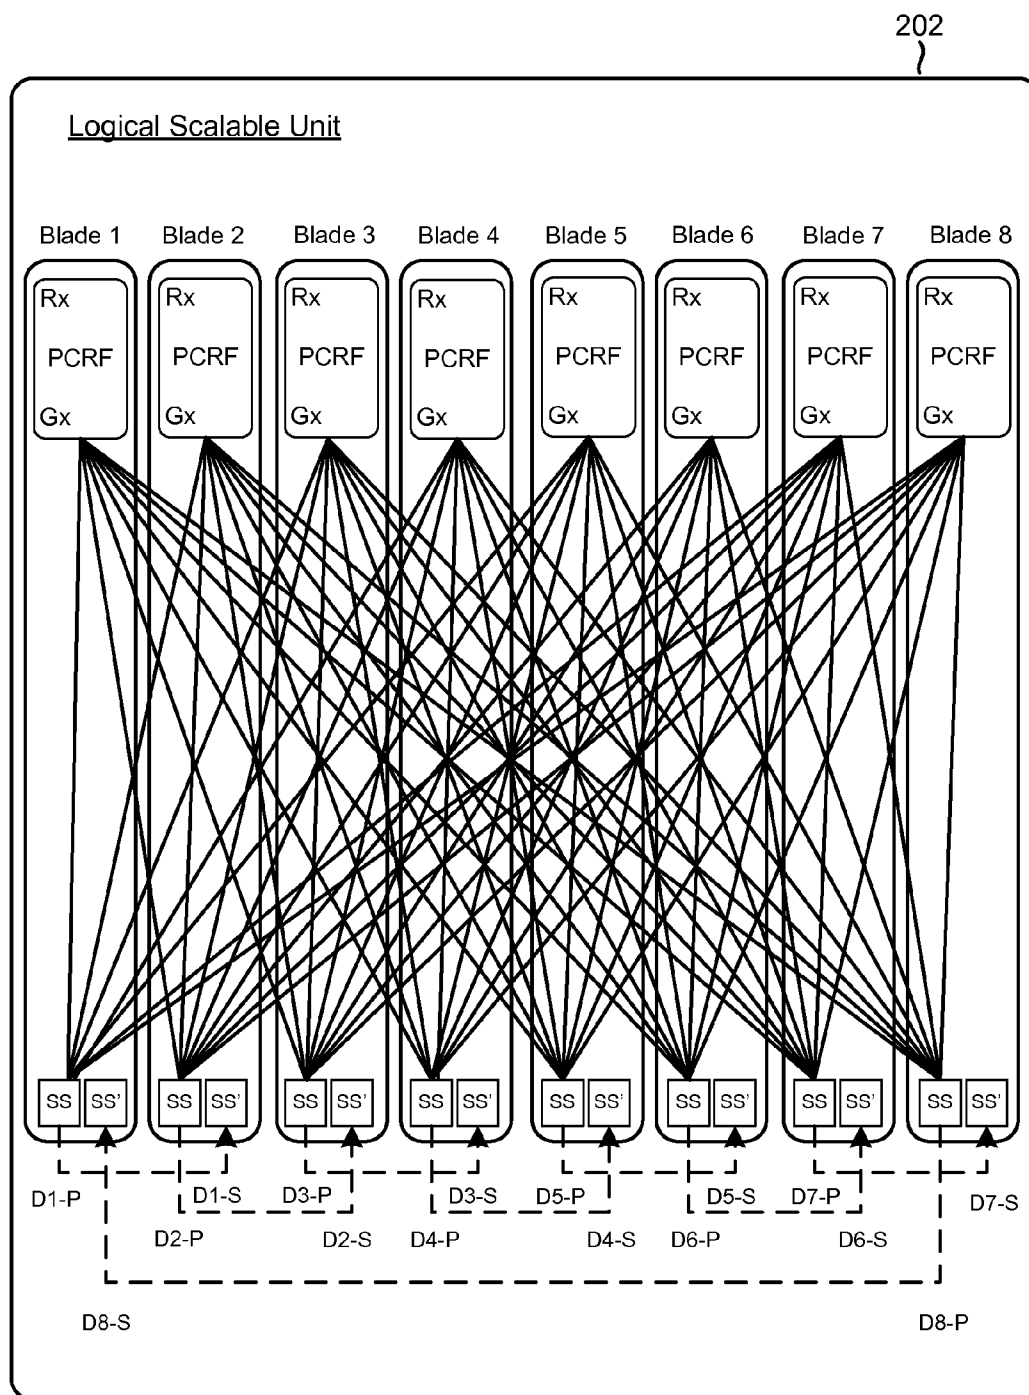 202
Logical Scalable Unit
Blade 1 Blade 2 Blade 3 Blade 4 Blade 5 Blade 6 Blade 7 Blade 8
Rx Rx Rx Rx Rx Rx Rx Rx
PCRF PCRF PCRF PCRF PCRF PCRF PCRF PCRF
Gx Gx Gx Gx Gx Gx Gx Gx
SS SS' SS SS' SS SS' SS SS' SS SS' SS SS' SS SS' SS SS'
D1-P D1-S D3-P D3-S D5-P D5-S D7-P D7-S
D2-P D2-S D4-P D4-S D6-P D6-S
D8-S D8-P